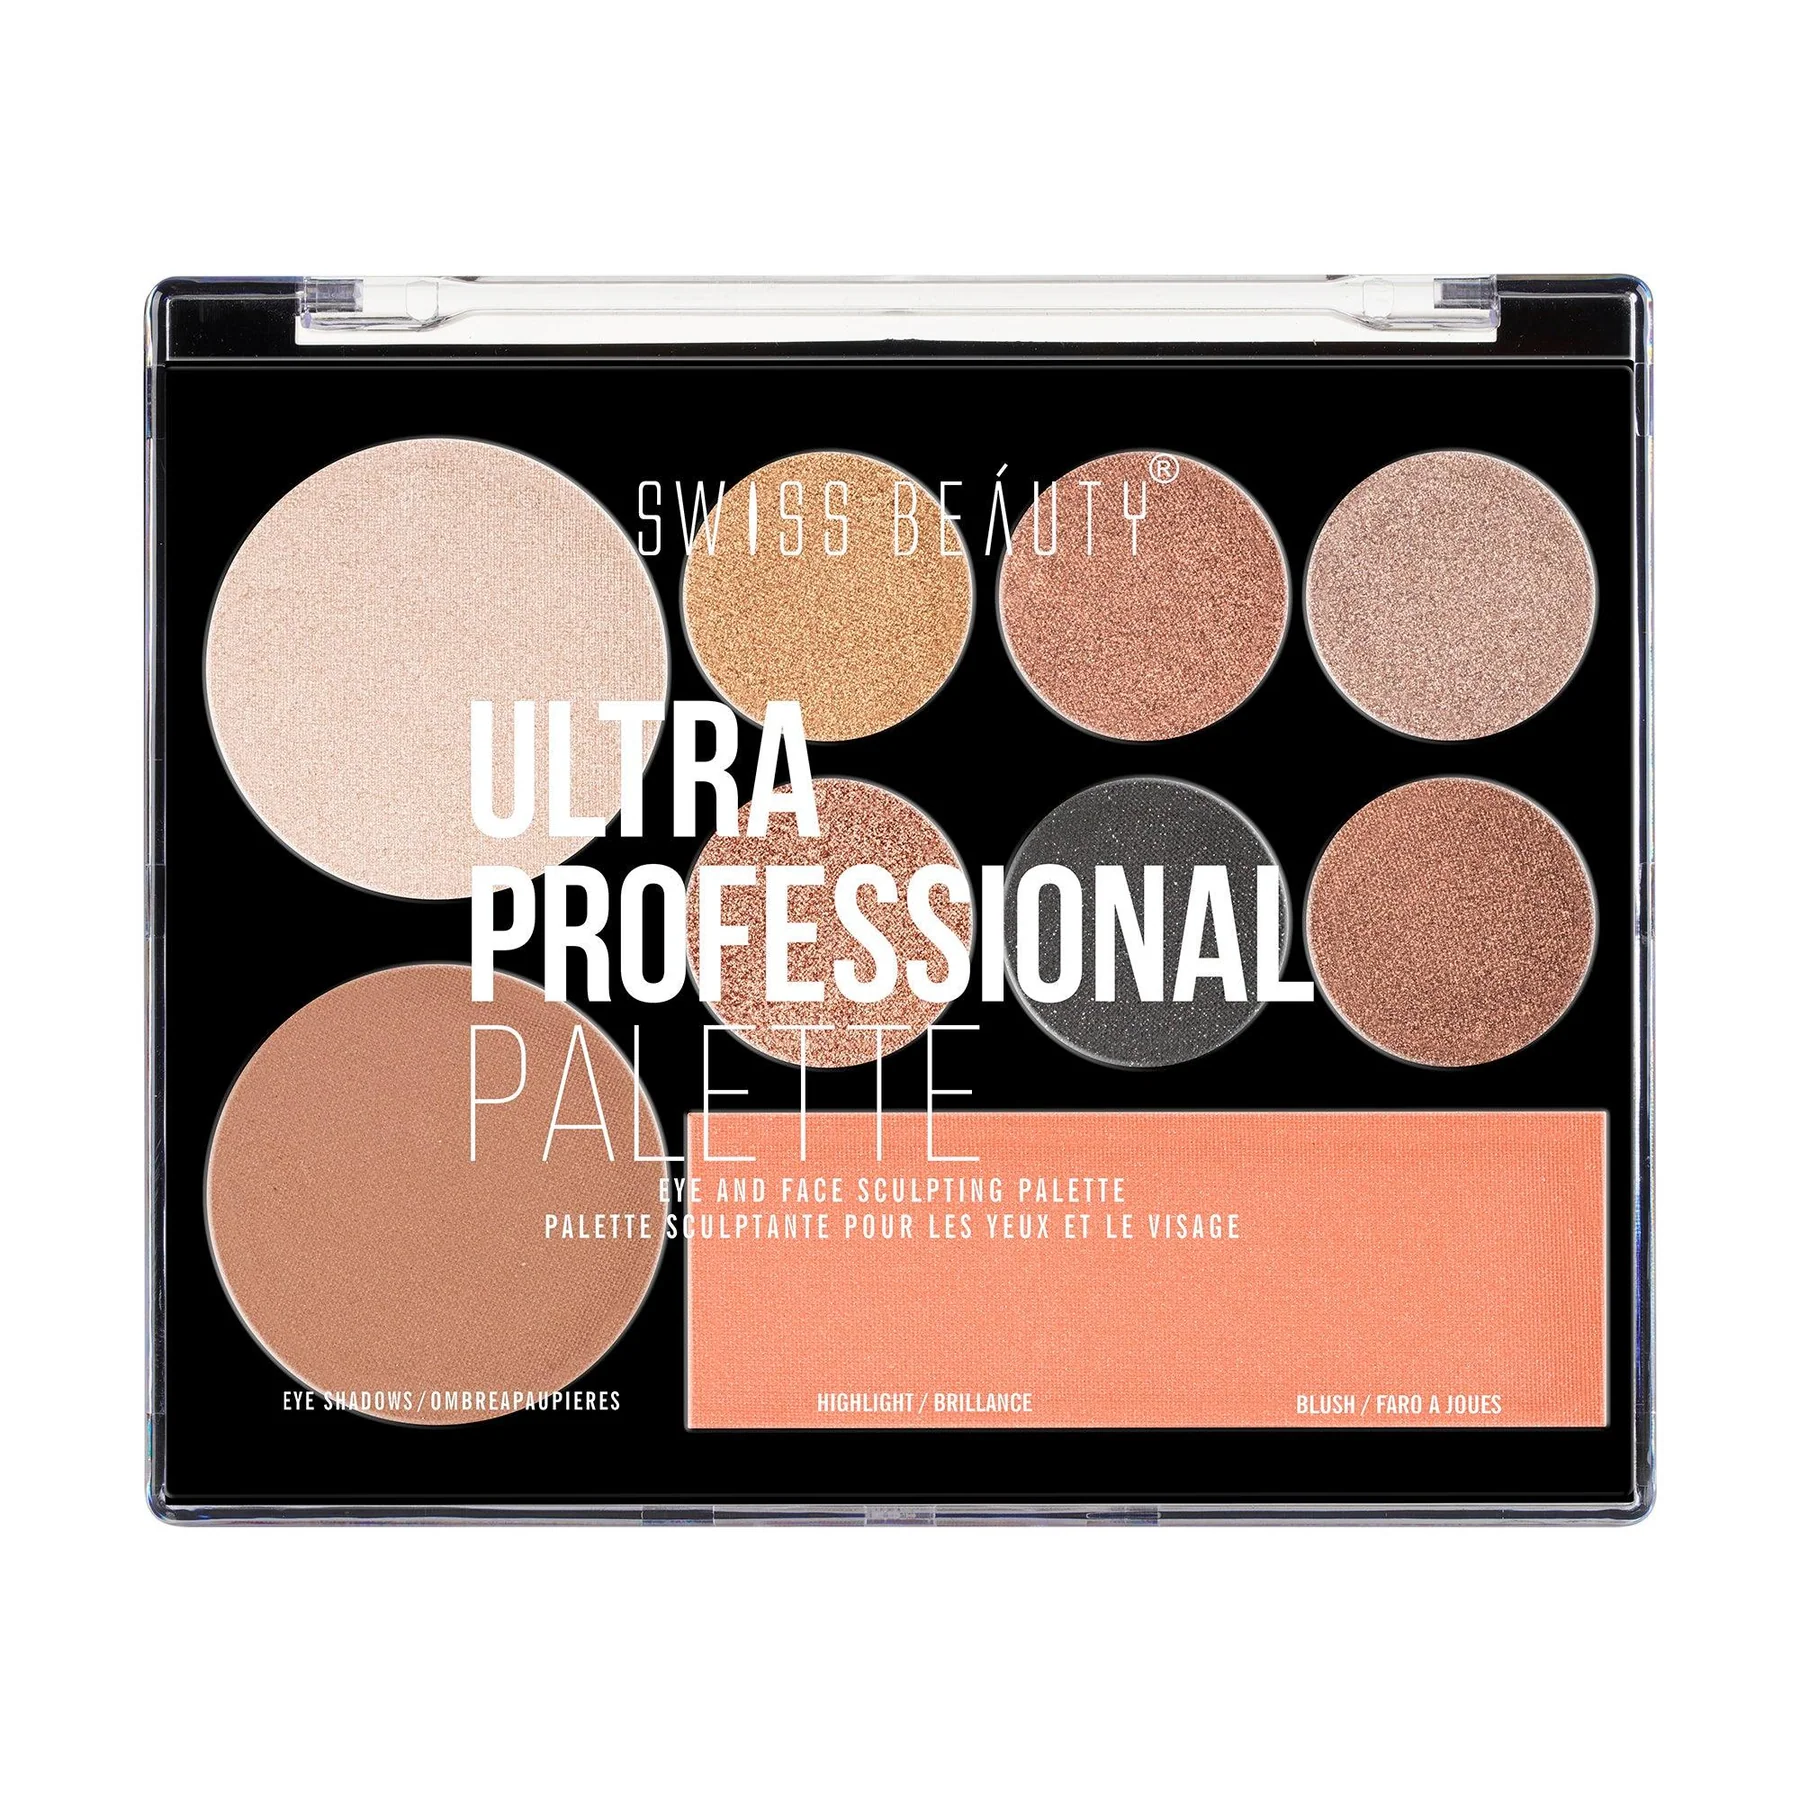 SWISS BEÁUTY®
ULTRA
PROFESSIONAL
PALETTE
EYE AND FACE SCULPTING PALETTE
PALETTE SCULPTANTE POUR LES YEUX ET LE VISAGE
EYE SHADOWS/OMBREAPAUPIERES
HIGHLIGHT / BRILLANCE
BLUSH / FARO A JOUES